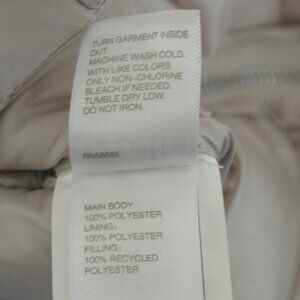 TURN GARMENT INSIDE
OUT.
MACHINE WASH COLD.
WITH LIKE COLORS.
ONLY NON-CHLORINE
BLEACH IF NEEDED.
TUMBLE DRY LOW.
DO NOT IRON.
RN58655
MAIN BODY:
100% POLYESTER
LINING:
100% POLYESTER
FILLING:
100% RECYCLED
POLYESTER